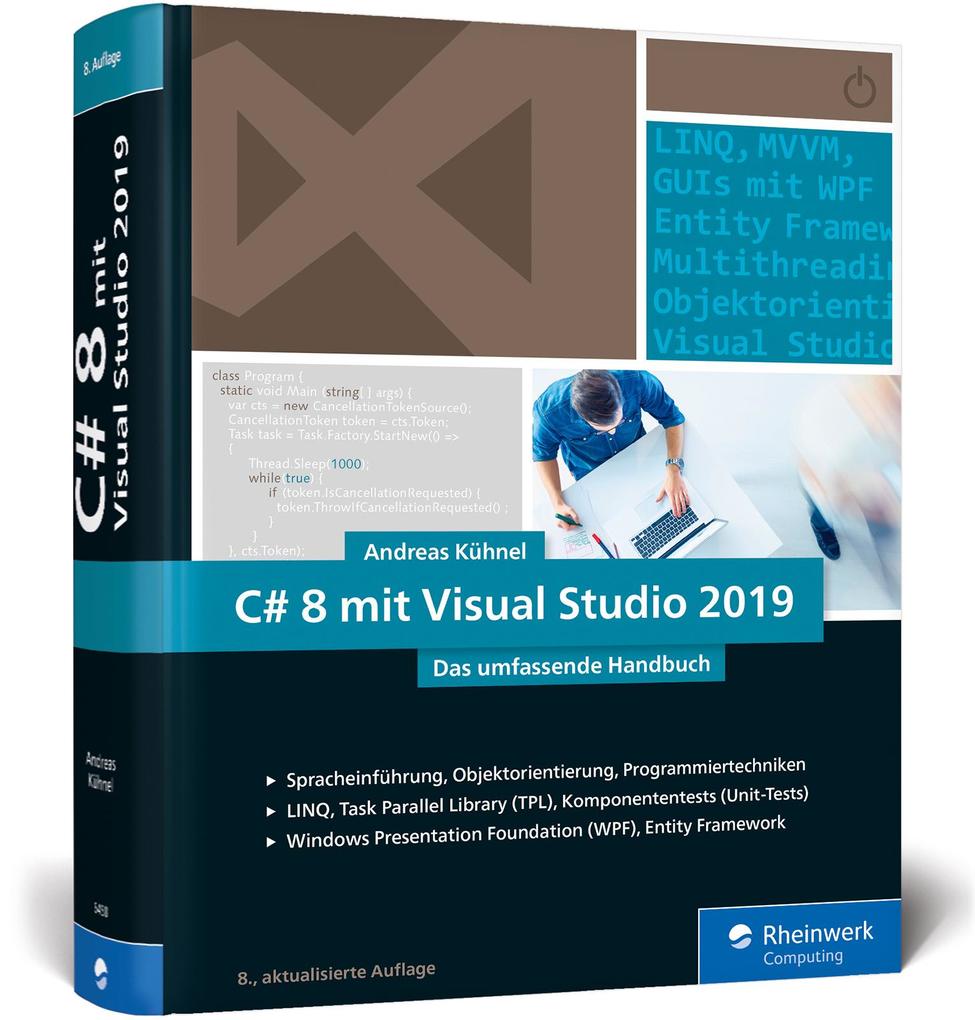 8. Auflage
C# 8 mit
Visual Studio 2019
Andreas
Kühnel
5458
LINQ, MVVM,
GUIs mit WPF
Entity Framew
Multithreadi
Objektorienti
Visual Studio
class Program {
static void Main (string[ ] args) {
var cts = new CancellationTokenSource();
CancellationToken token = cts.Token;
Task task = Task.Factory.StartNew(() =>
{
Thread.Sleep(1000);
while(true) {
if (token.IsCancellationRequested) {
token.ThrowIfCancellationRequested() ;
}
}
}, cts.Token);
Andreas Kühnel
C# 8 mit Visual Studio 2019
Das umfassende Handbuch
▸ Spracheinführung, Objektorientierung, Programmiertechniken
▸ LINQ, Task Parallel Library (TPL), Komponententests (Unit-Tests)
▸ Windows Presentation Foundation (WPF), Entity Framework
8., aktualisierte Auflage
Rheinwerk
Computing